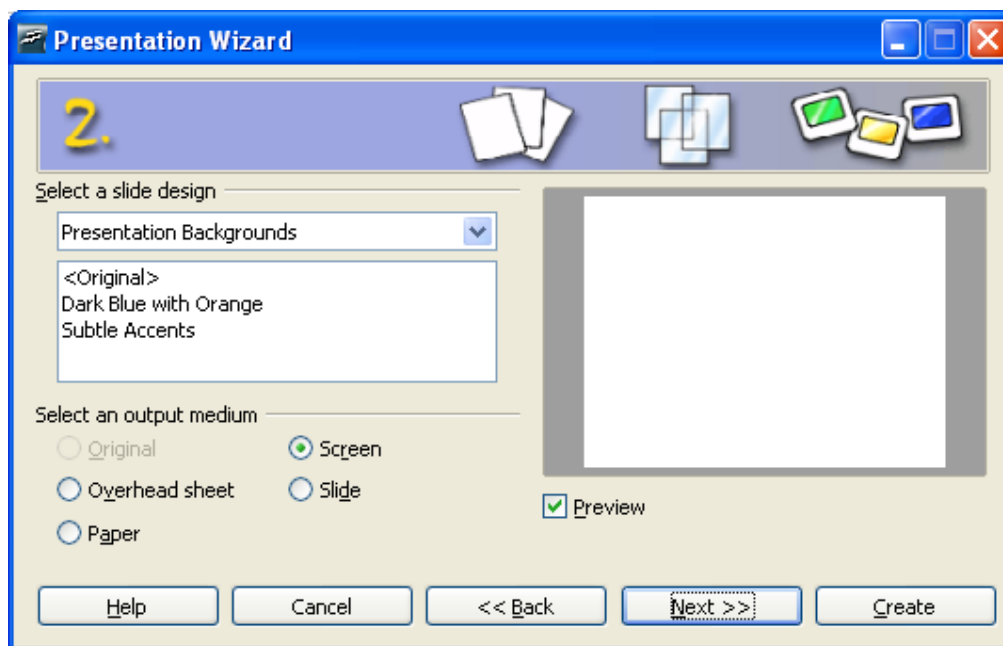 Presentation Wizard
2.
Select a slide design
Presentation Backgrounds
<Original>
Dark Blue with Orange
Subtle Accents
Select an output medium
Original
Screen
Overhead sheet
Slide
Paper
Preview
Help
Cancel
<< Back
Next >>
Create